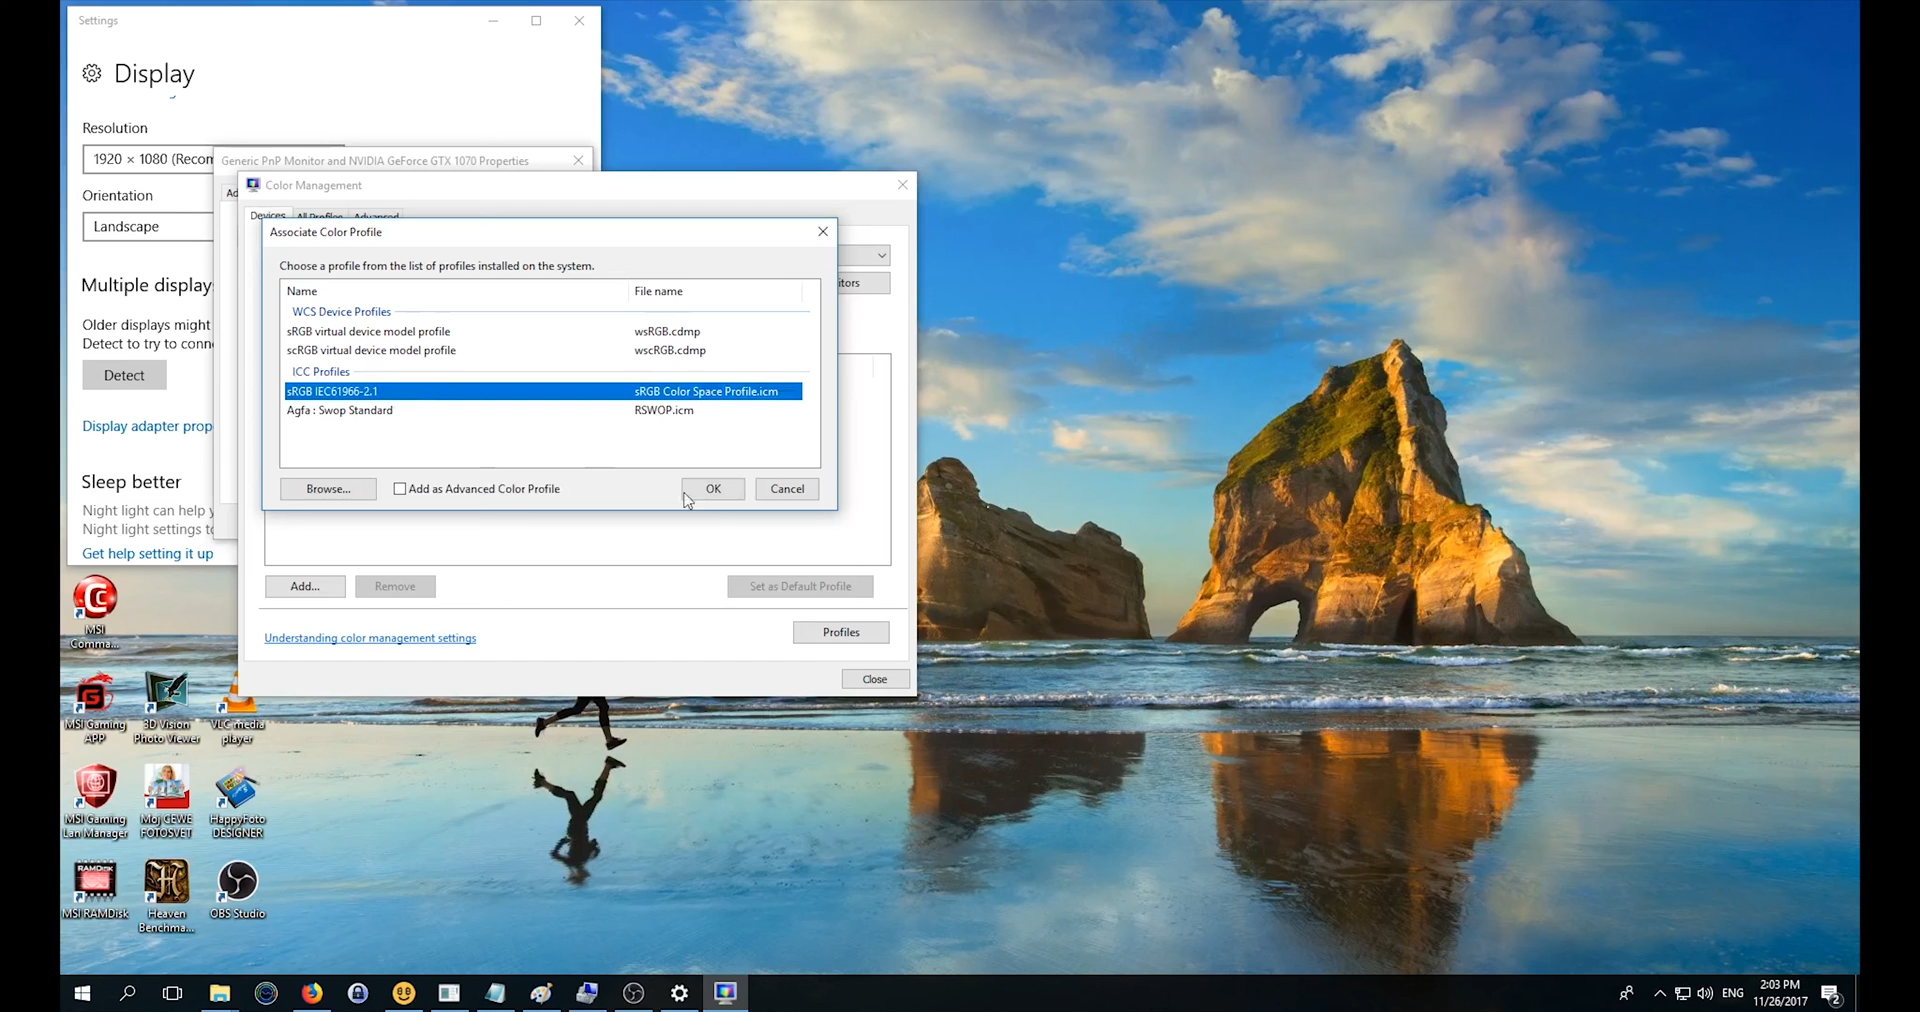 Settings
Display
Resolution
1920 × 1080 (Recom
Orientation
Landscape
Multiple displays
Older displays might
Detect to try to conn
Detect
Display adapter prop
Sleep better
Night light can help y
Night light settings to
Get help setting it up
Generic PnP Monitor and NVIDIA GeForce GTX 1070 Properties
Ad
Color Management
Devices All Profiles Advanced
itors
Associate Color Profile
Choose a profile from the list of profiles installed on the system.
Name File name
WCS Device Profiles
sRGB virtual device model profile wsRGB.cdmp
scRGB virtual device model profile wscRGB.cdmp
ICC Profiles
sRGB IEC61966-2.1 sRGB Color Space Profile.icm
Agfa : Swop Standard RSWOP.icm
Browse... Add as Advanced Color Profile OK Cancel
Add... Remove Set as Default Profile
Understanding color management settings Profiles
Close
MSI
Comma...
MSI Gaming
APP
3D Vision
Photo Viewer
VLC media
player
MSI Gaming
Lan Manager
Moj CEWE
FOTOSVET
HappyFoto
DESIGNER
RAMDisk
MSI RAMDisk
Heaven
Benchma...
OBS Studio
ENG
2:03 PM
11/26/2017
2